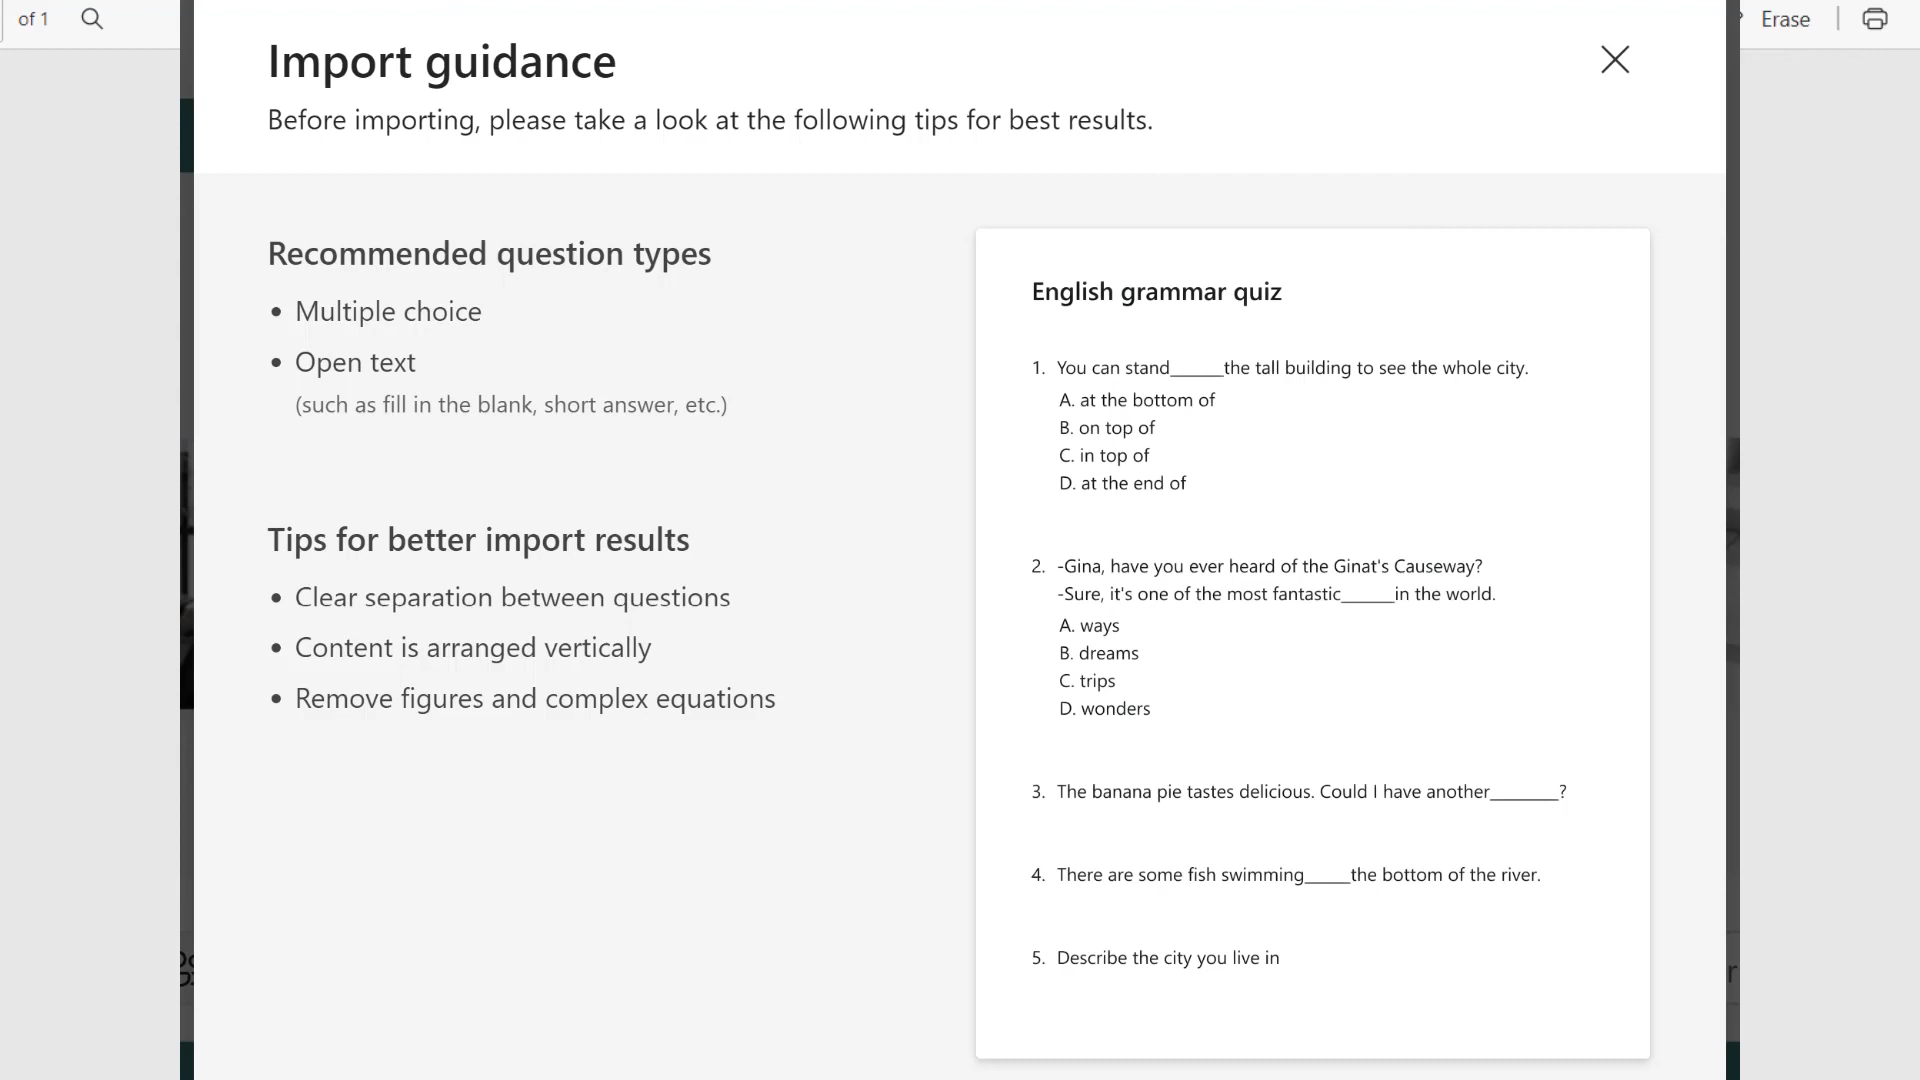 of 1
Erase
Import guidance
Before importing, please take a look at the following tips for best results.
Recommended question types
• Multiple choice
• Open text
(such as fill in the blank, short answer, etc.)
Tips for better import results
• Clear separation between questions
• Content is arranged vertically
• Remove figures and complex equations
English grammar quiz
1. You can stand______the tall building to see the whole city.
A. at the bottom of
B. on top of
C. in top of
D. at the end of
2. -Gina, have you ever heard of the Ginat's Causeway?
-Sure, it's one of the most fantastic______in the world.
A. ways
B. dreams
C. trips
D. wonders
3. The banana pie tastes delicious. Could I have another________?
4. There are some fish swimming_____the bottom of the river.
5. Describe the city you live in